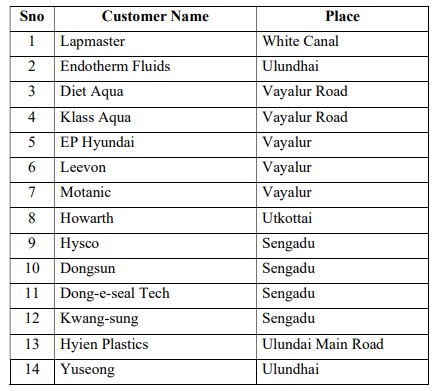 Sno Customer Name Place
1 Lapmaster White Canal
2 Endotherm Fluids Ulundhai
3 Diet Aqua Vayalur Road
4 Klass Aqua Vayalur Road
5 EP Hyundai Vayalur
6 Leevon Vayalur
7 Motanic Vayalur
8 Howarth Utkottai
9 Hysco Sengadu
10 Dongsun Sengadu
11 Dong-e-seal Tech Sengadu
12 Kwang-sung Sengadu
13 Hyien Plastics Ulundai Main Road
14 Yuseong Ulundhai